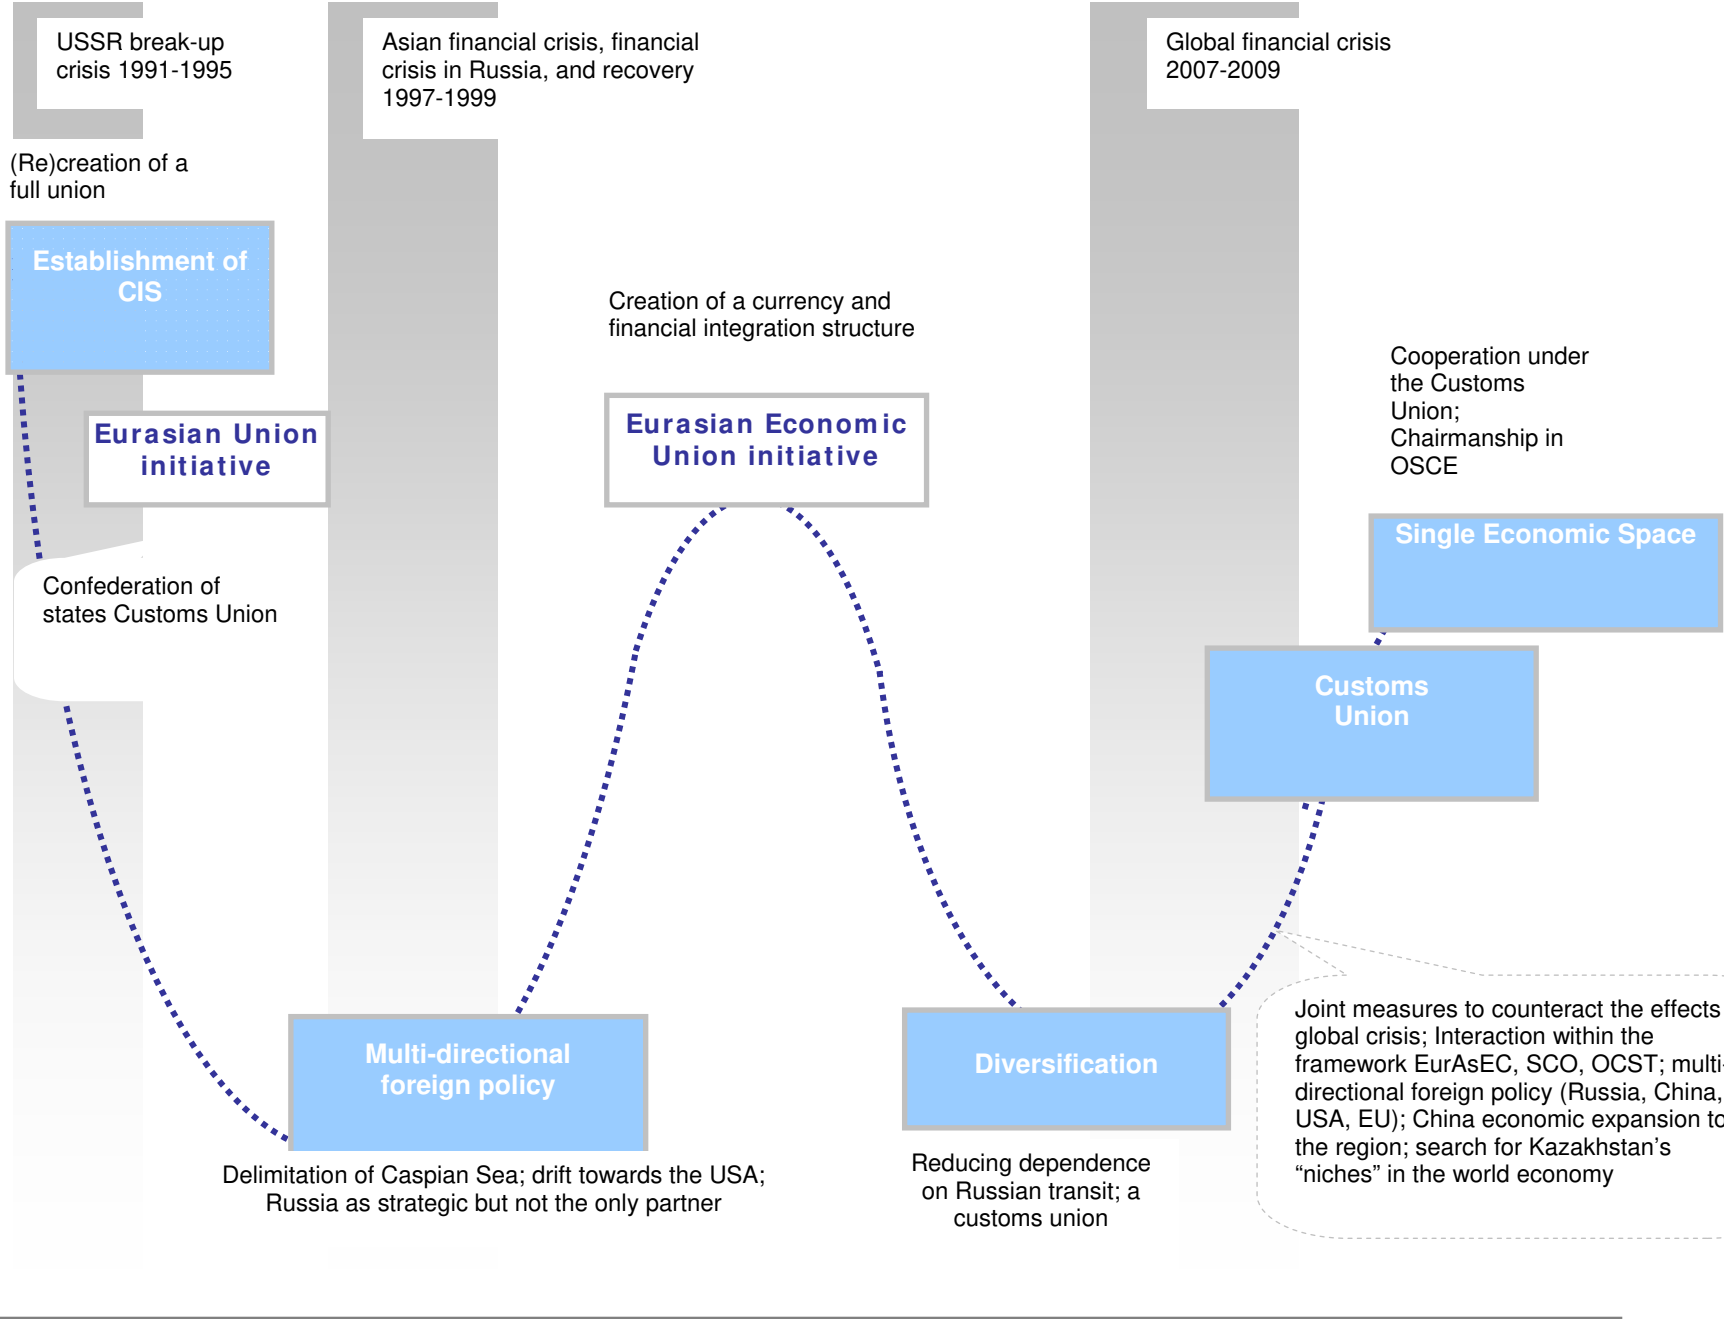 USSR break-up
crisis 1991-1995
Asian financial crisis, financial
crisis in Russia, and recovery
1997-1999
Global financial crisis
2007-2009
(Re)creation of a
full union
Establishment of
CIS
Eurasian Union
initiative
Confederation of
states Customs Union
Creation of a currency and
financial integration structure
Eurasian Economic
Union initiative
Cooperation under
the Customs
Union;
Chairmanship in
OSCE
Single Economic Space
Customs
Union
Multi-directional
foreign policy
Delimitation of Caspian Sea; drift towards the USA;
Russia as strategic but not the only partner
Diversification
Reducing dependence
on Russian transit; a
customs union
Joint measures to counteract the effects
global crisis; Interaction within the
framework EurAsEC, SCO, OCST; multi-
directional foreign policy (Russia, China,
USA, EU); China economic expansion to
the region; search for Kazakhstan’s
“niches” in the world economy